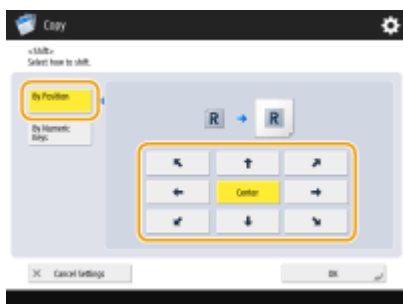 Copy
<Shift>
Select how to shift.
By Position
By Numeric
Keys
R
R
Center
Cancel Settings
OK